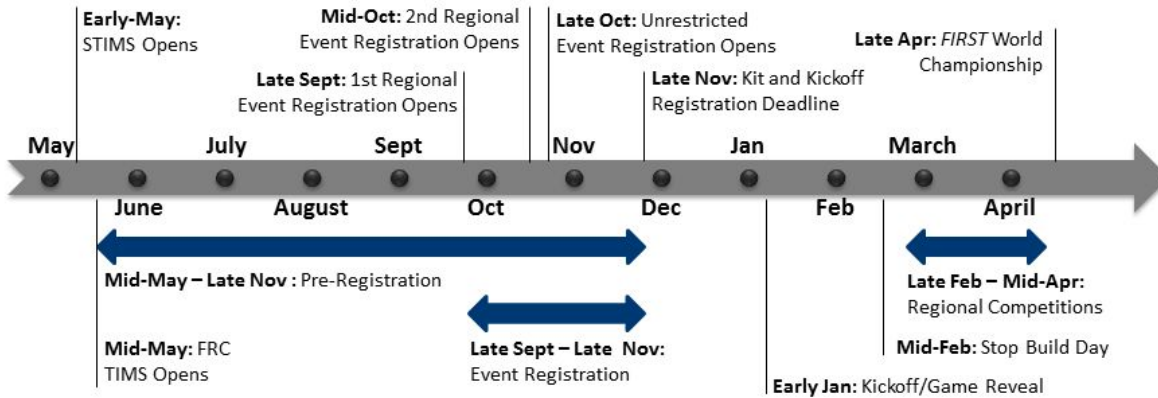 Early-May:
STIMS Opens
Mid-Oct: 2nd Regional
Event Registration Opens
Late Oct: Unrestricted
Event Registration Opens
Late Apr: FIRST World
Championship
Late Sept: 1st Regional
Event Registration Opens
Late Nov: Kit and Kickoff
Registration Deadline
May July Sept Nov Jan March
June August Oct Dec Feb April
Mid-May – Late Nov : Pre-Registration
Late Feb – Mid-Apr:
Regional Competitions
Mid-May: FRC
TIMS Opens
Late Sept – Late Nov:
Event Registration
Mid-Feb: Stop Build Day
Early Jan: Kickoff/Game Reveal